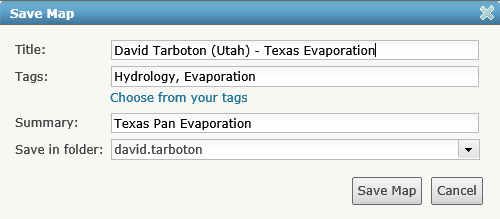 Save Map
Title: David Tarboton (Utah) - Texas Evaporation
Tags: Hydrology, Evaporation
Choose from your tags
Summary: Texas Pan Evaporation
Save in folder: david.tarboton
Save Map Cancel